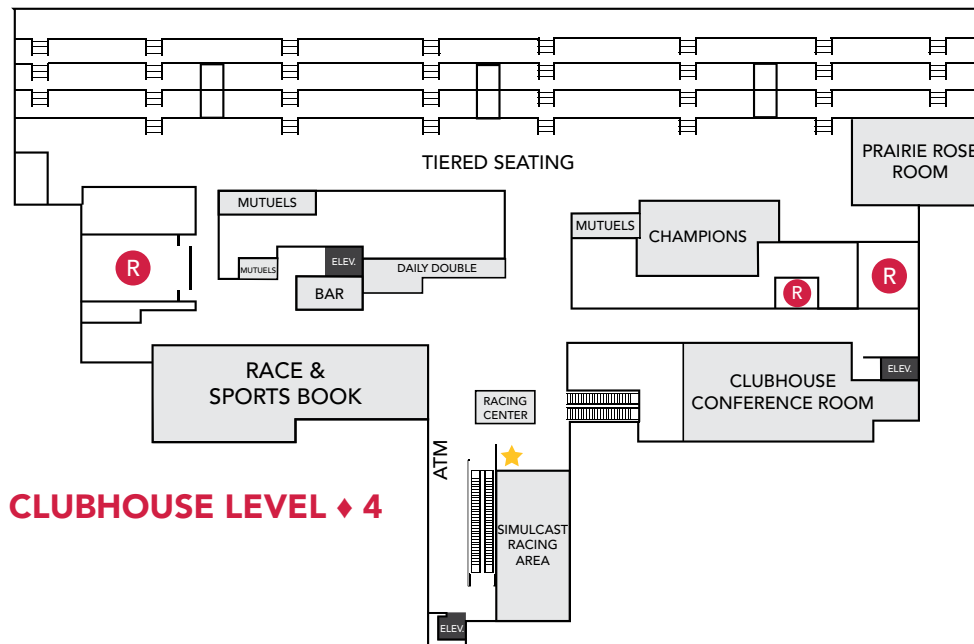 TIERED SEATING
PRAIRIE ROSE
ROOM
MUTUELS
MUTUELS
CHAMPIONS
R
MUTUELS
ELEV.
DAILY DOUBLE
BAR
R
R
RACE &
SPORTS BOOK
ELEV.
CLUBHOUSE
CONFERENCE ROOM
RACING
CENTER
ATM
CLUBHOUSE LEVEL ♦ 4
SIMULCAST
RACING
AREA
ELEV.